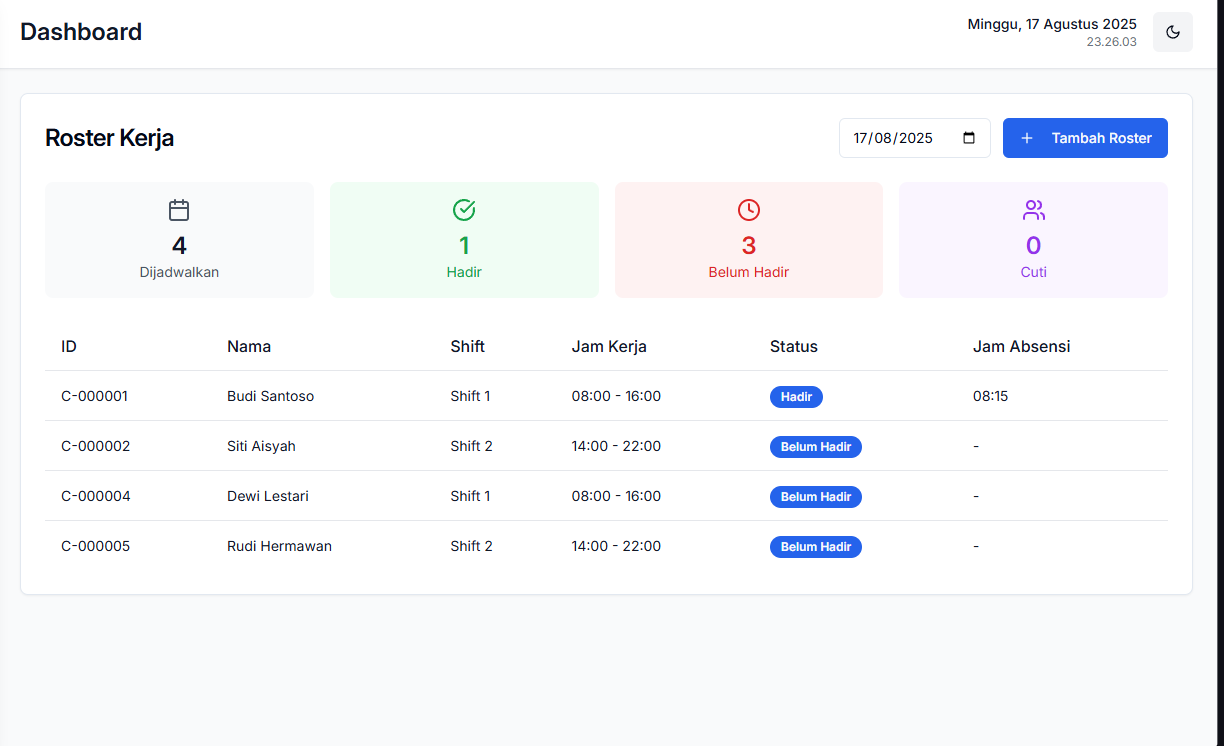 Dashboard
Minggu, 17 Agustus 2025
23.26.03
Roster Kerja
17/08/2025
Tambah Roster
4
Dijadwalkan
1
Hadir
3
Belum Hadir
0
Cuti
ID Nama Shift Jam Kerja Status Jam Absensi
C-000001 Budi Santoso Shift 1 08:00 - 16:00 Hadir 08:15
C-000002 Siti Aisyah Shift 2 14:00 - 22:00 Belum Hadir -
C-000004 Dewi Lestari Shift 1 08:00 - 16:00 Belum Hadir -
C-000005 Rudi Hermawan Shift 2 14:00 - 22:00 Belum Hadir -